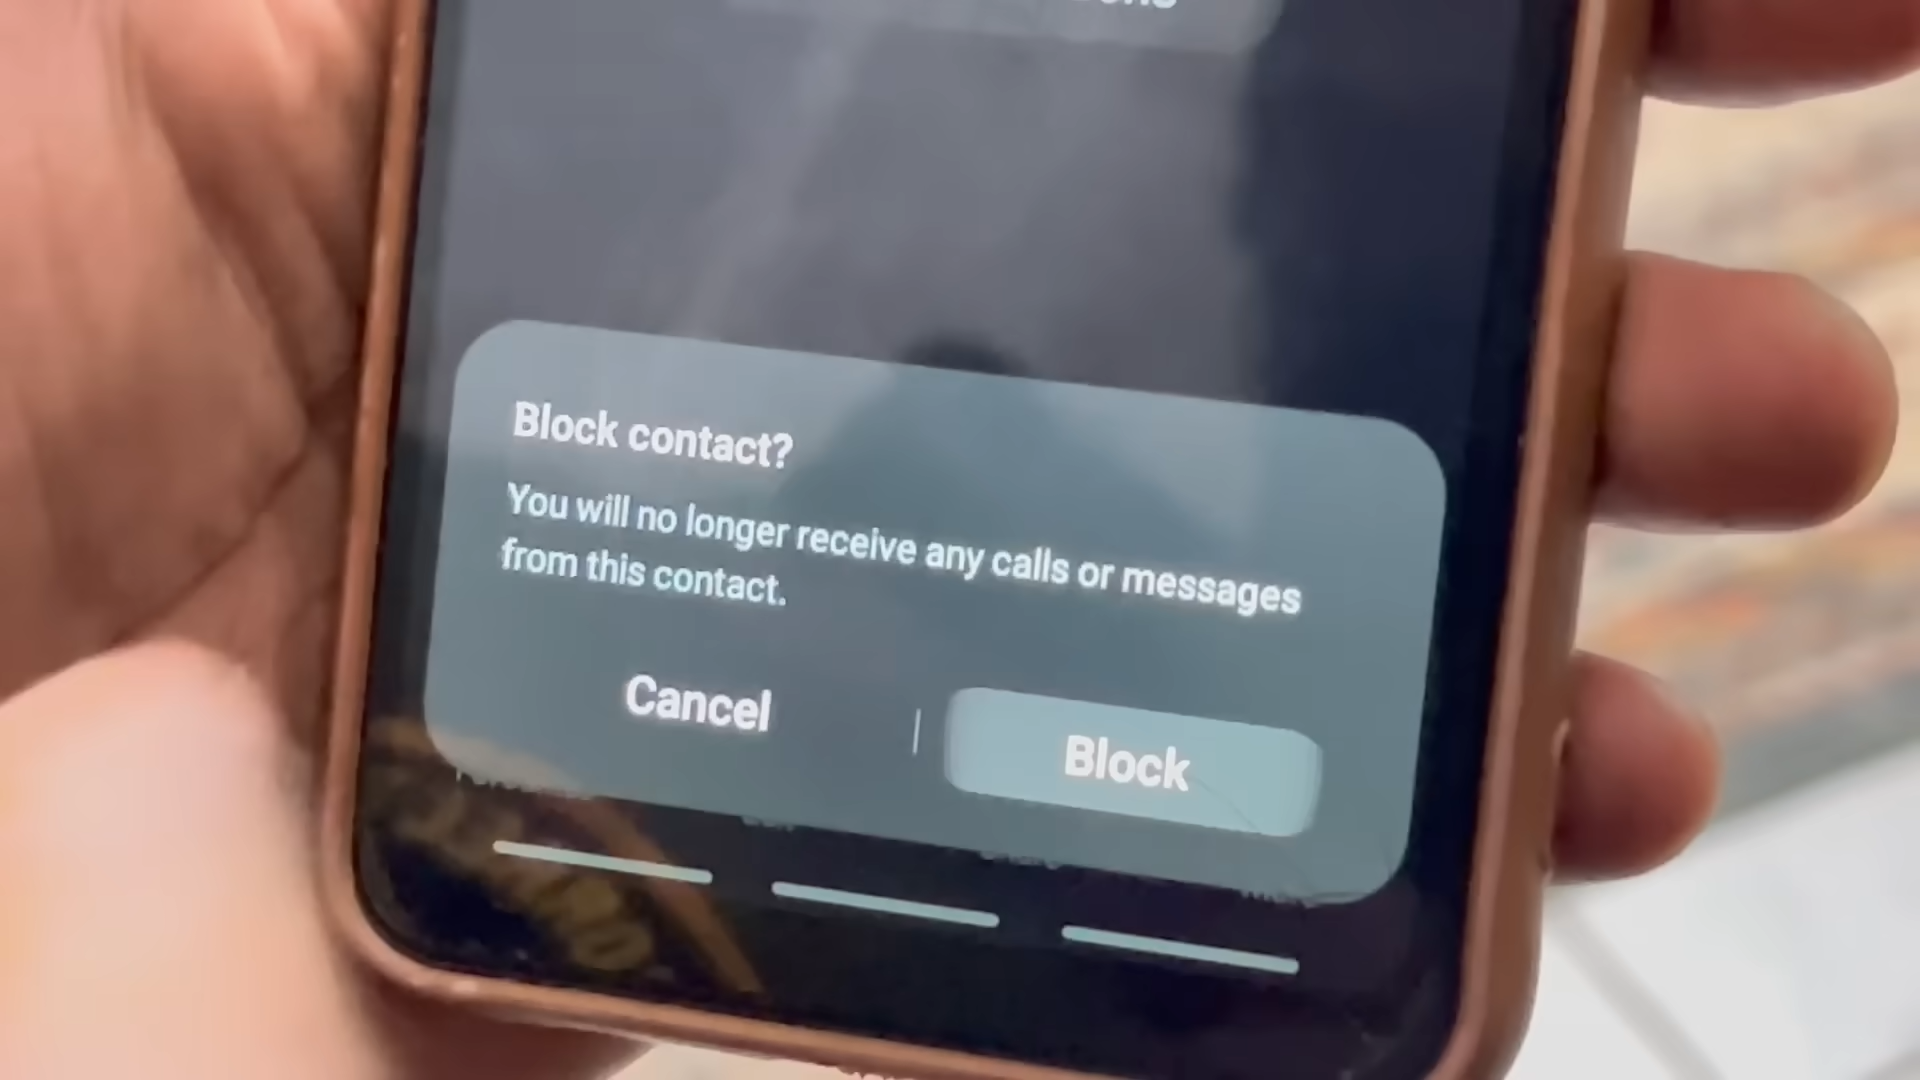 Block contact?
You will no longer receive any calls or messages
from this contact.
Cancel
Block